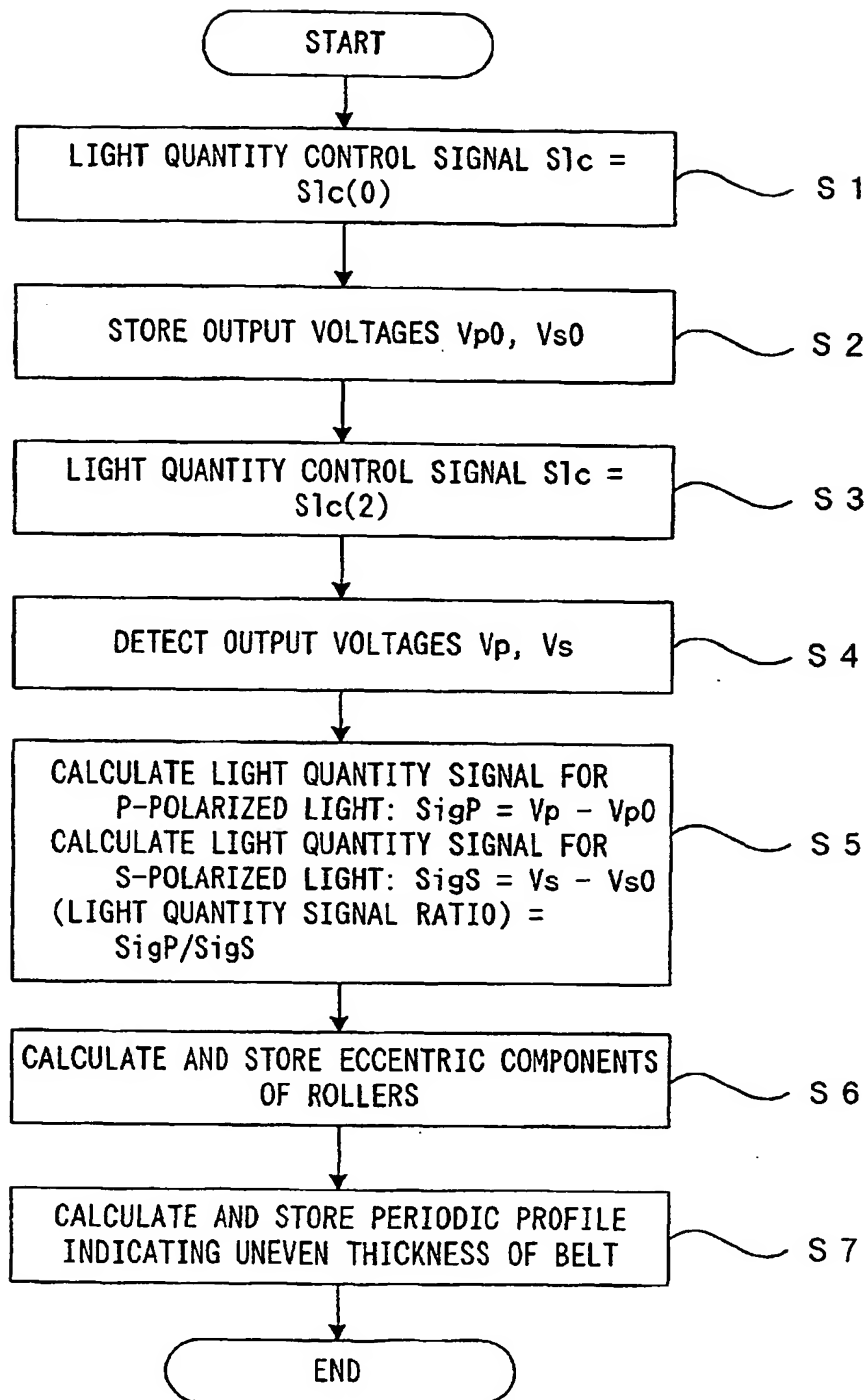 START
LIGHT QUANTITY CONTROL SIGNAL Slc =
Slc(0)
S 1
STORE OUTPUT VOLTAGES Vp0, Vs0
S 2
LIGHT QUANTITY CONTROL SIGNAL Slc =
Slc(2)
S 3
DETECT OUTPUT VOLTAGES Vp, Vs
S 4
CALCULATE LIGHT QUANTITY SIGNAL FOR
P-POLARIZED LIGHT: SigP = Vp - Vp0
CALCULATE LIGHT QUANTITY SIGNAL FOR
S-POLARIZED LIGHT: SigS = Vs - Vs0
(LIGHT QUANTITY SIGNAL RATIO) =
SigP/SigS
S 5
CALCULATE AND STORE ECCENTRIC COMPONENTS
OF ROLLERS
S 6
CALCULATE AND STORE PERIODIC PROFILE
INDICATING UNEVEN THICKNESS OF BELT
S 7
END